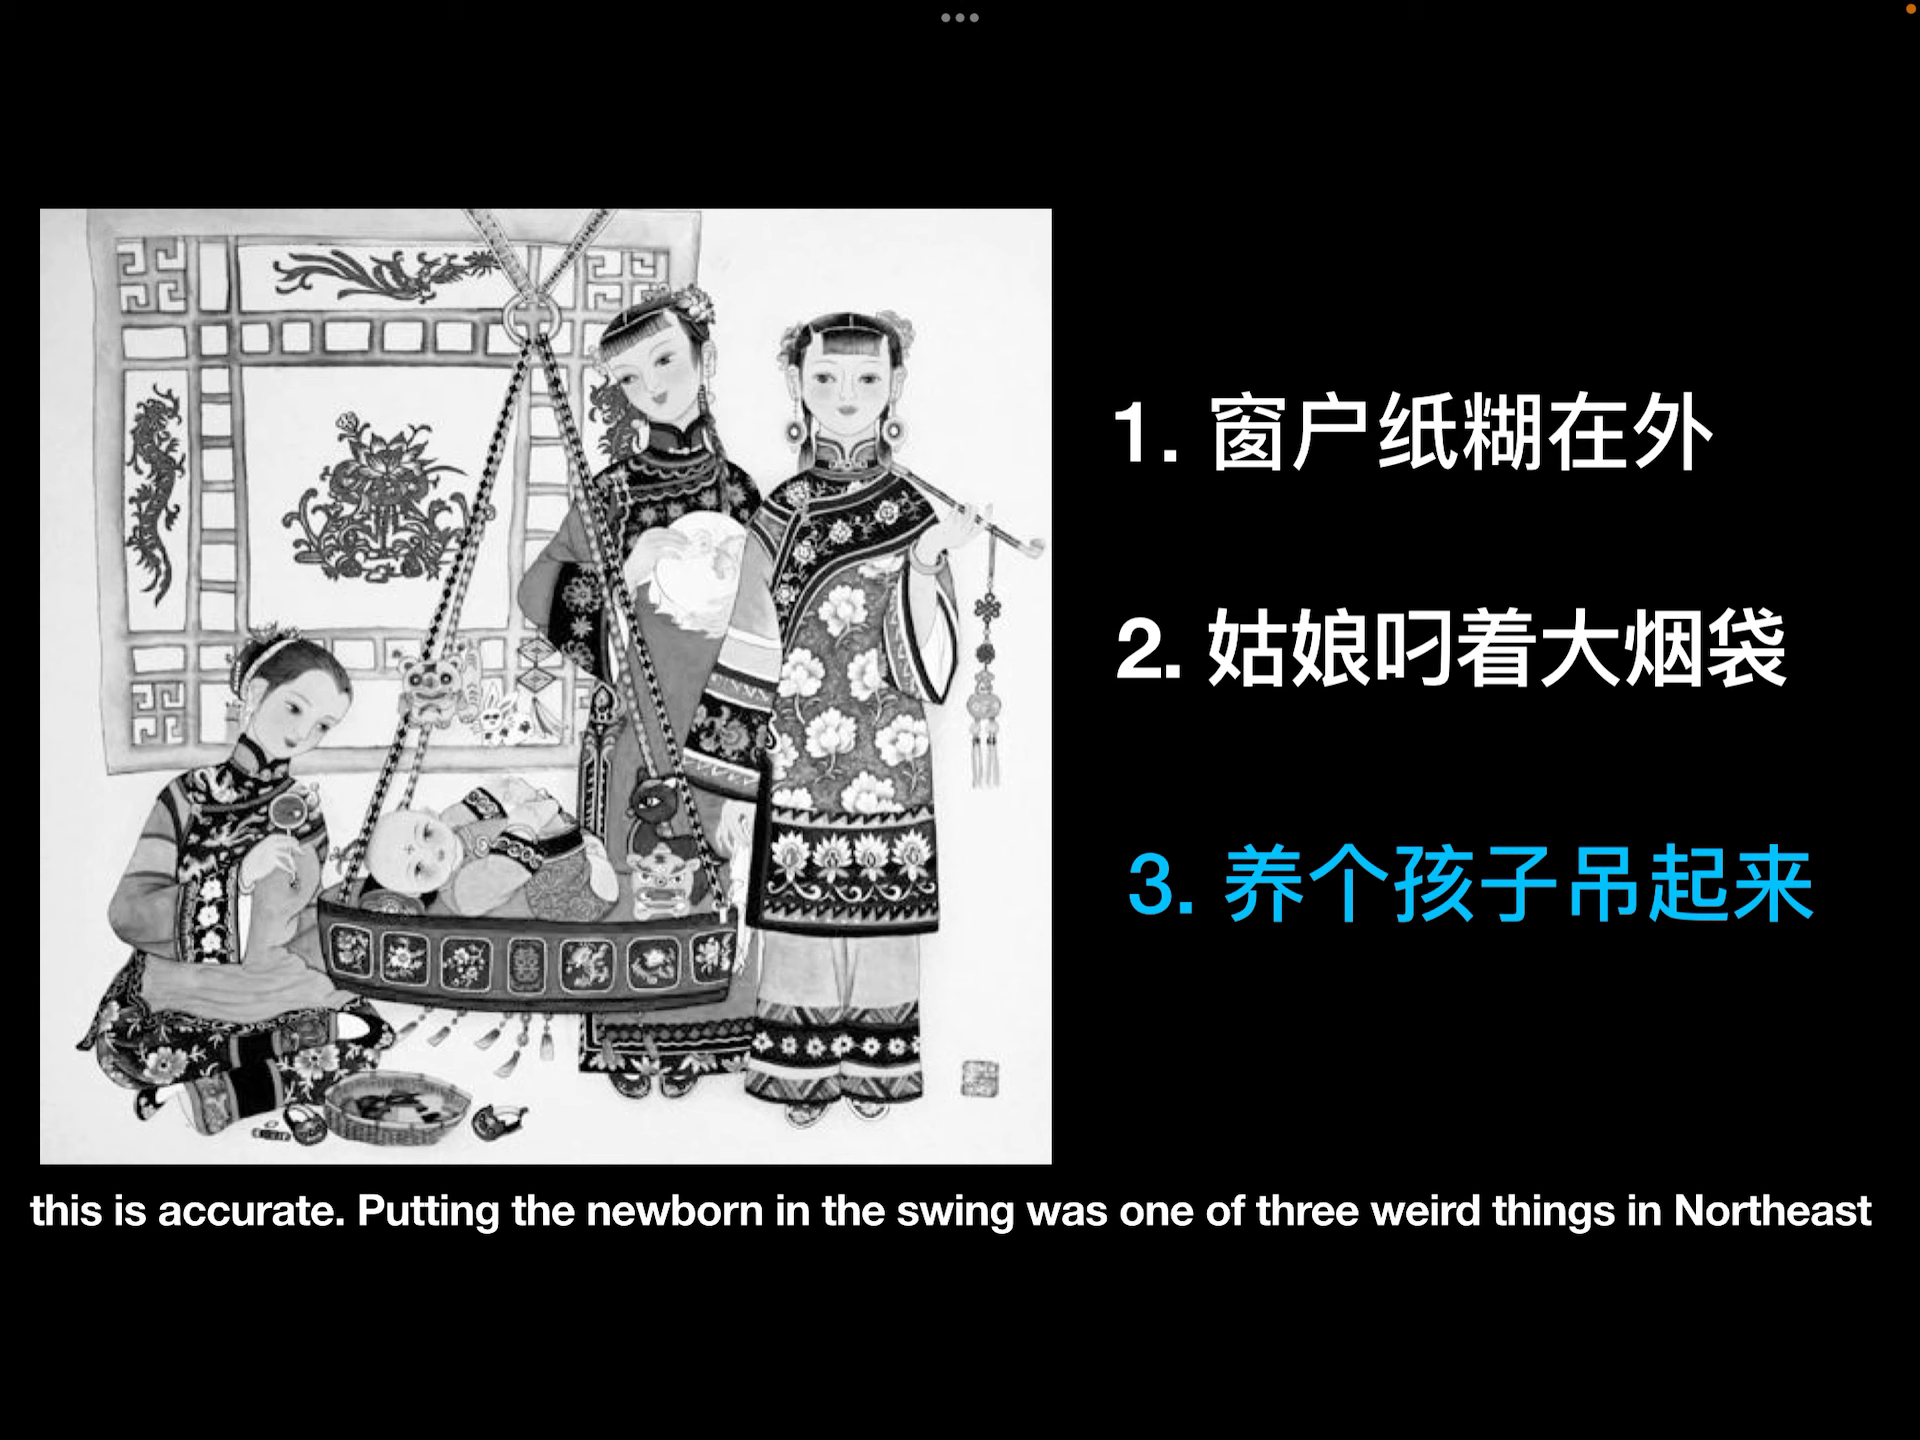 1. 窗户纸糊在外
2. 姑娘叼着大烟袋
3. 养个孩子吊起来
this is accurate. Putting the newborn in the swing was one of three weird things in Northeast